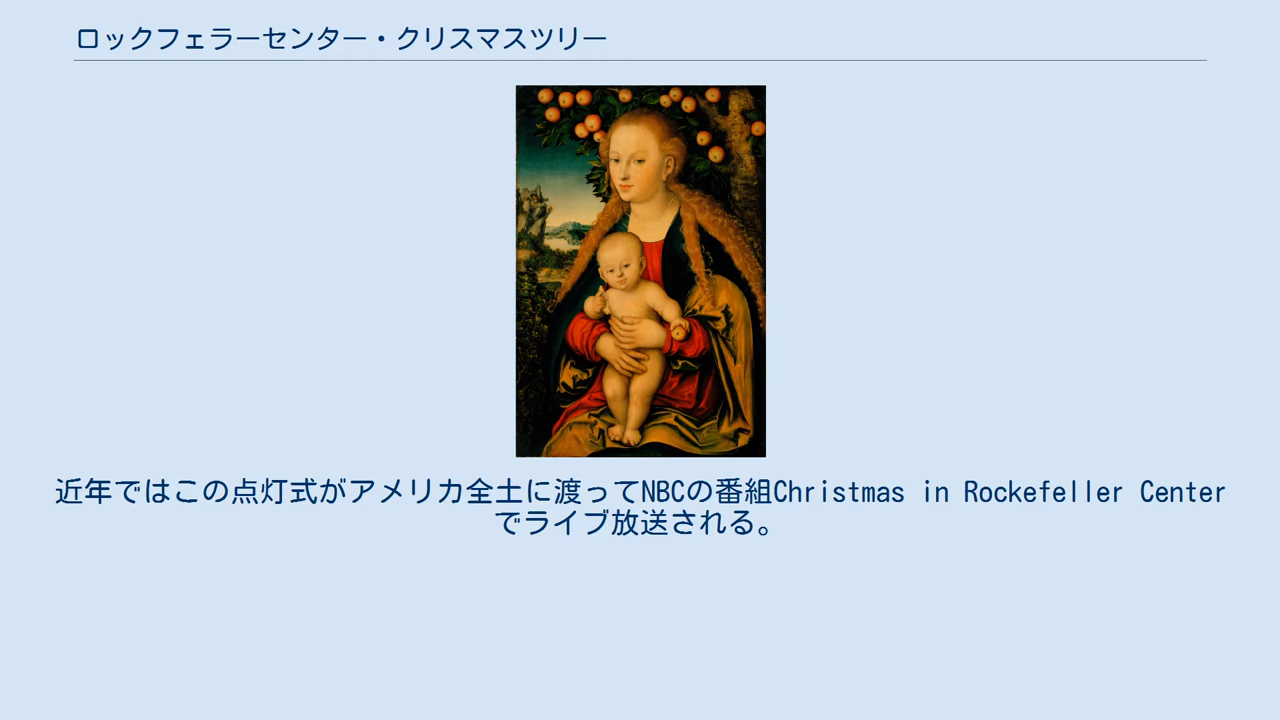 ロックフェラーセンター・クリスマスツリー
近年ではこの点灯式がアメリカ全土に渡ってNBCの番組Christmas in Rockefeller Center
でライブ放送される。